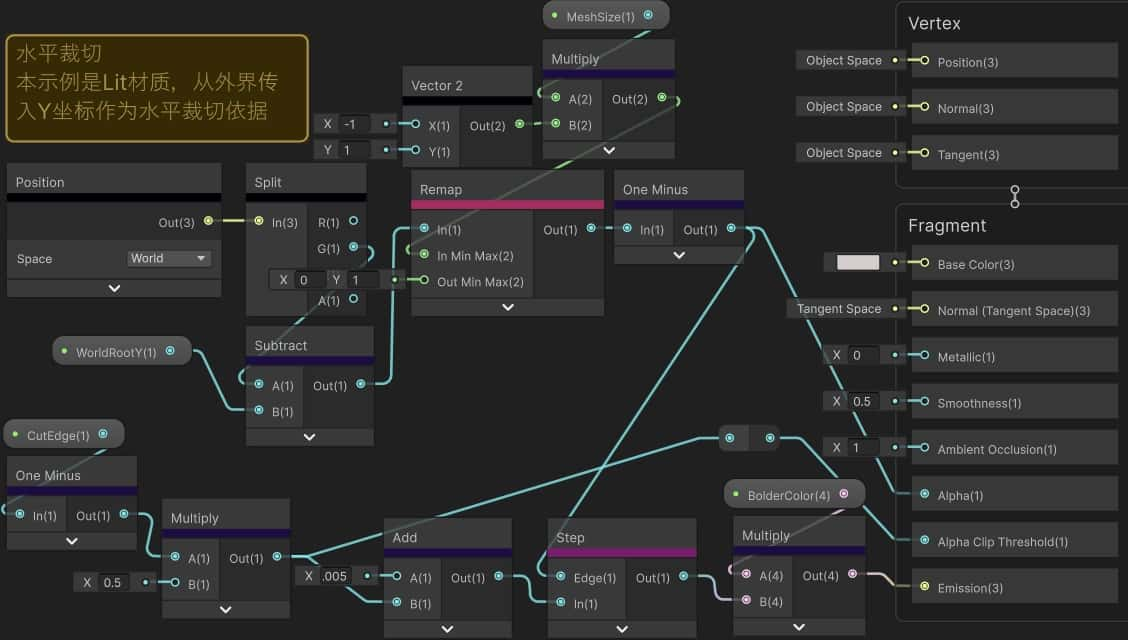 水平裁切
本示例是Lit材质，从外界传
入Y坐标作为水平裁切依据
MeshSize(1)
Multiply
A(2) Out(2)
B(2)
Vector 2
X -1 X(1) Out(2)
Y 1 Y(1)
Position
Out(3)
Space World
Split
In(3) R(1)
G(1)
A(1)
Remap
In(1) Out(1)
In Min Max(2)
X 0 Y 1 Out Min Max(2)
One Minus
In(1) Out(1)
WorldRootY(1)
Subtract
A(1) Out(1)
B(1)
CutEdge(1)
One Minus
In(1) Out(1)
Multiply
A(1) Out(1)
X 0.5 B(1)
Add
X .005 A(1) Out(1)
B(1)
Step
Edge(1) Out(1)
In(1)
BolderColor(4)
Multiply
A(4) Out(4)
B(4)
Vertex
Object Space Position(3)
Object Space Normal(3)
Object Space Tangent(3)
Fragment
Base Color(3)
Tangent Space Normal (Tangent Space)(3)
X 0 Metallic(1)
X 0.5 Smoothness(1)
X 1 Ambient Occlusion(1)
Alpha(1)
Alpha Clip Threshold(1)
Emission(3)